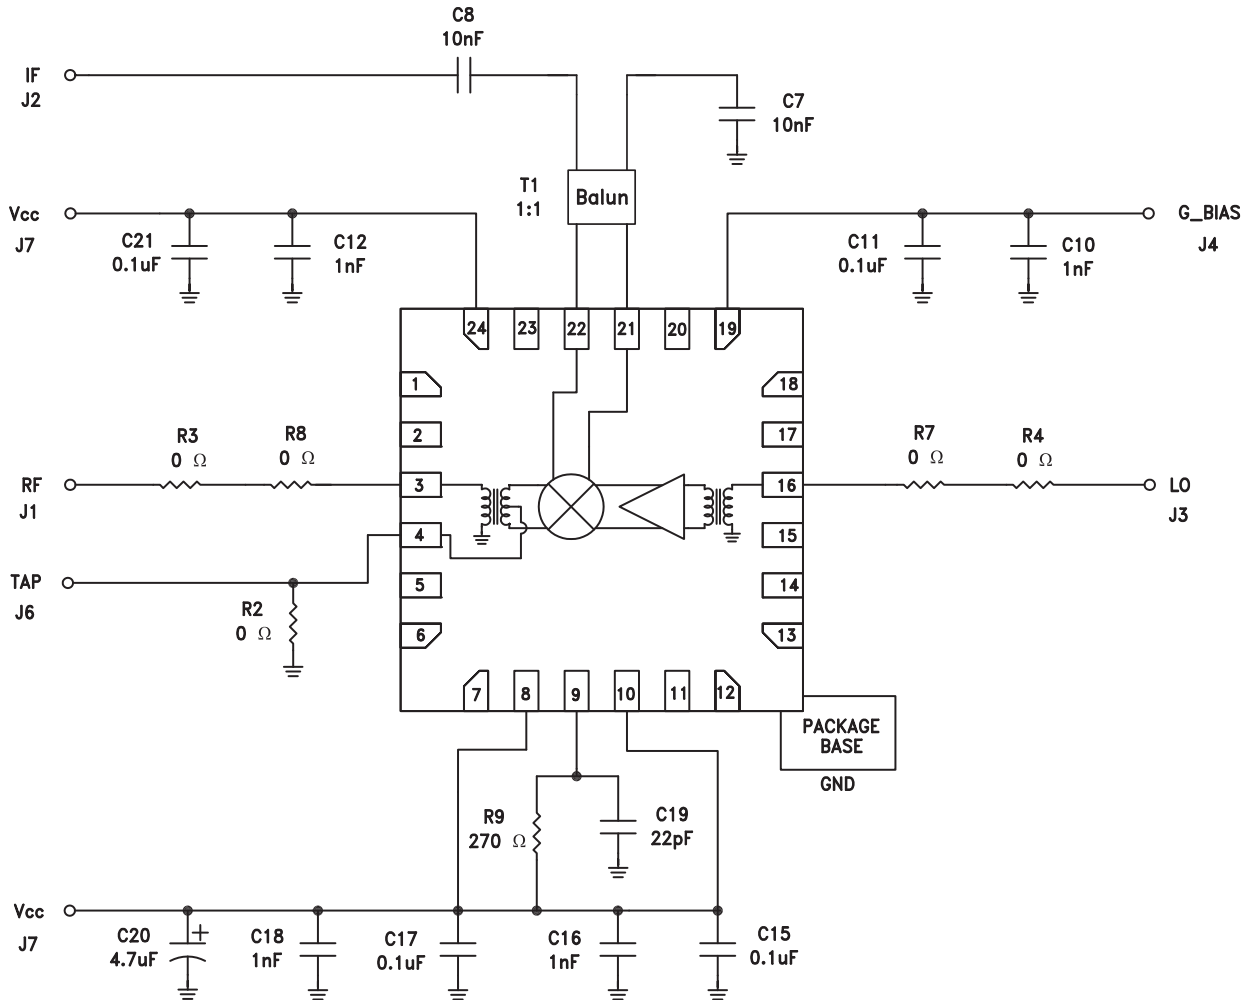 C8
10nF
IF
J2
C7
10nF
T1
1:1
Balun
Vcc
J7
C21
0.1uF
C12
1nF
C11
0.1uF
C10
1nF
G_BIAS
J4
24
23
22
21
20
19
1
18
2
17
R3
0 Ω
R8
0 Ω
R7
0 Ω
R4
0 Ω
RF
J1
3
16
LO
J3
4
15
TAP
J6
5
14
R2
0 Ω
6
13
7
8
9
10
11
12
PACKAGE
BASE
GND
R9
270 Ω
C19
22pF
Vcc
J7
C20
4.7uF
+
C18
1nF
C17
0.1uF
C16
1nF
C15
0.1uF